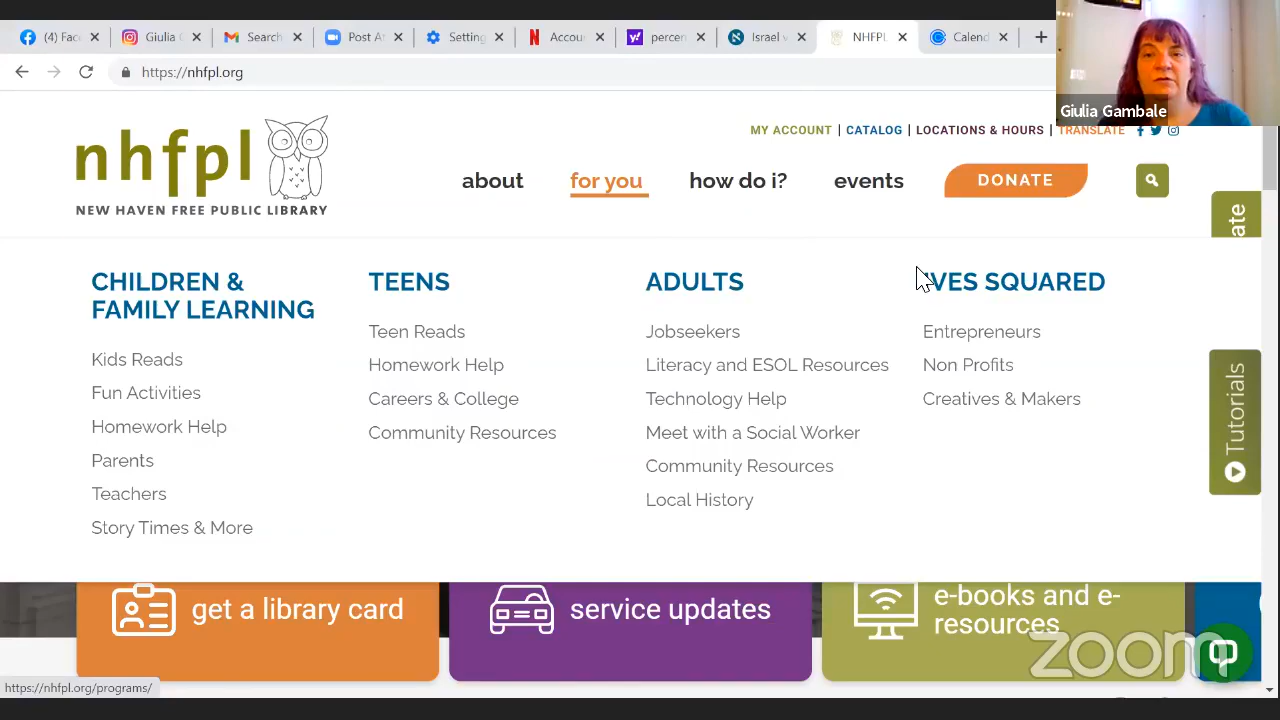 (4) Fac
Giulia G
Search
Post A
Setting
Accou
percen
Israel v
NHFPL
Calend
https://nhfpl.org
Giulia Gambale
MY ACCOUNT | CATALOG | LOCATIONS & HOURS | TRANSLATE
nhfpl
NEW HAVEN FREE PUBLIC LIBRARY
about for you how do i? events DONATE
ate
CHILDREN &
FAMILY LEARNING
Kids Reads
Fun Activities
Homework Help
Parents
Teachers
Story Times & More
TEENS
Teen Reads
Homework Help
Careers & College
Community Resources
ADULTS
Jobseekers
Literacy and ESOL Resources
Technology Help
Meet with a Social Worker
Community Resources
Local History
IVES SQUARED
Entrepreneurs
Non Profits
Creatives & Makers
Tutorials
get a library card
service updates
e-books and e-
resources
zoom
https://nhfpl.org/programs/